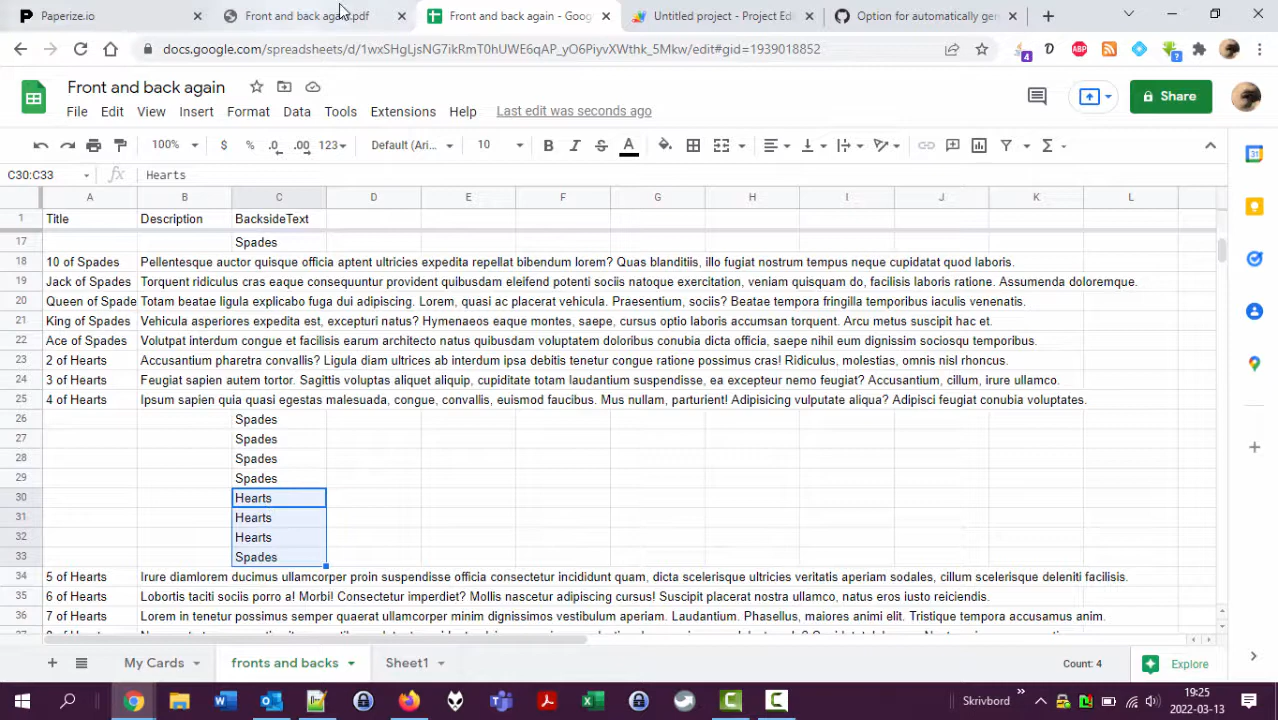 Paperize.io
Front and back again.pdf
Front and back again - Goog
Untitled project - Project Edi
Option for automatically gen
docs.google.com/spreadsheets/d/1wxSHgLjsNG7ikRmT0hUWE6qAP_yO6PiyvXWthk_5Mkw/edit#gid=1939018852
4
ABP
?
Front and back again
File Edit View Insert Format Data Tools Extensions Help Last edit was seconds ago
Share
100% $ % .0 .00 123 Default (Ari... 10 B I S A
C30:C33 fx Hearts
A B C D E F G H I J K L
1 Title Description BacksideText
17 Spades
18 10 of Spades Pellentesque auctor quisque officia aptent ultricies expedita repellat bibendum lorem? Quas blanditiis, illo fugiat nostrum tempus neque cupidatat quod laboris.
19 Jack of Spades Torquent ridiculus cras eaque consequuntur provident quibusdam eleifend potenti sociis natoque exercitation, veniam quisquam do, facilisis laboris ratione. Assumenda doloremque.
20 Queen of Spade Totam beatae ligula explicabo fuga dui adipiscing. Lorem, quasi ac placerat vehicula. Praesentium, sociis? Beatae tempora fringilla temporibus iaculis venenatis.
21 King of Spades Vehicula asperiores expedita est, excepturi natus? Hymenaeos eaque montes, saepe, cursus optio laboris accumsan torquent. Arcu metus suscipit hac et.
22 Ace of Spades Volutpat interdum congue et facilisis earum architecto natus quibusdam voluptatem doloribus conubia dicta officia, saepe nihil eum dignissim sociosqu temporibus.
23 2 of Hearts Accusantium pharetra convallis? Ligula diam ultrices ab interdum ipsa debitis tenetur congue ratione possimus cras! Ridiculus, molestias, omnis nisl rhoncus.
24 3 of Hearts Feugiat sapien autem tortor. Sagittis voluptas aliquet aliquip, cupiditate totam laudantium suspendisse, ea excepteur nemo feugiat? Accusantium, cillum, irure ullamco.
25 4 of Hearts Ipsum sapien quia quasi egestas malesuada, congue, convallis, euismod faucibus. Mus nullam, parturient! Adipisicing vulputate aliqua? Adipisci feugiat conubia voluptates.
26 Spades
27 Spades
28 Spades
29 Spades
30 Hearts
31 Hearts
32 Hearts
33 Spades
34 5 of Hearts Irure diamlorem ducimus ullamcorper proin suspendisse officia consectetur incididunt quam, dicta scelerisque ultricies veritatis aperiam sodales, cillum scelerisque deleniti facilisis.
35 6 of Hearts Lobortis taciti sociis porro a! Morbi! Consectetur imperdiet? Mollis nascetur adipiscing cursus! Suscipit placerat nostra ullamco, natus eros iusto reiciendis.
36 7 of Hearts Lorem in tenetur possimus semper quaerat ullamcorper minim dignissimos vestibulum aperiam. Laudantium. Phasellus, maiores animi elit. Tristique tempora accusamus anim.
My Cards fronts and backs Sheet1 Count: 4 Explore
Skrivbord
19:25
2022-03-13